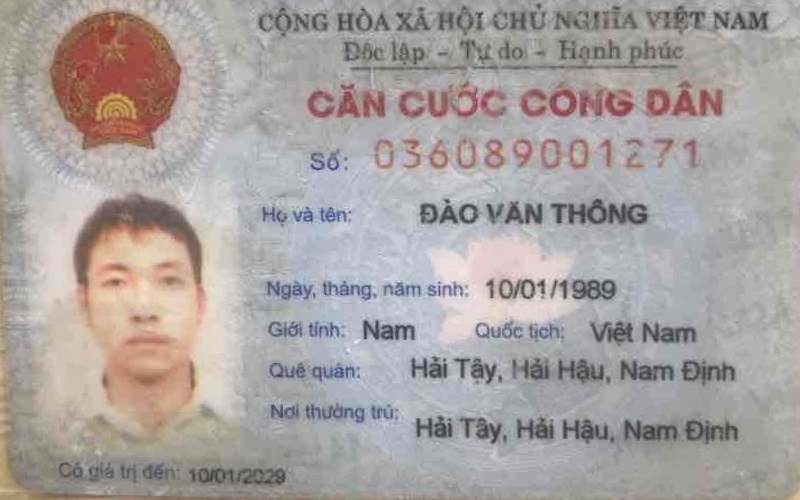 CỘNG HÒA XÃ HỘI CHỦ NGHĨA VIỆT NAM
Độc lập - Tự do - Hạnh phúc
CĂN CƯỚC CÔNG DÂN
Số: 036089001271
Họ và tên: ĐÀO VĂN THÔNG
Ngày, tháng, năm sinh: 10/01/1989
Giới tính: Nam Quốc tịch: Việt Nam
Quê quán: Hải Tây, Hải Hậu, Nam Định
Nơi thường trú: Hải Tây, Hải Hậu, Nam Định
Có giá trị đến: 10/01/2029